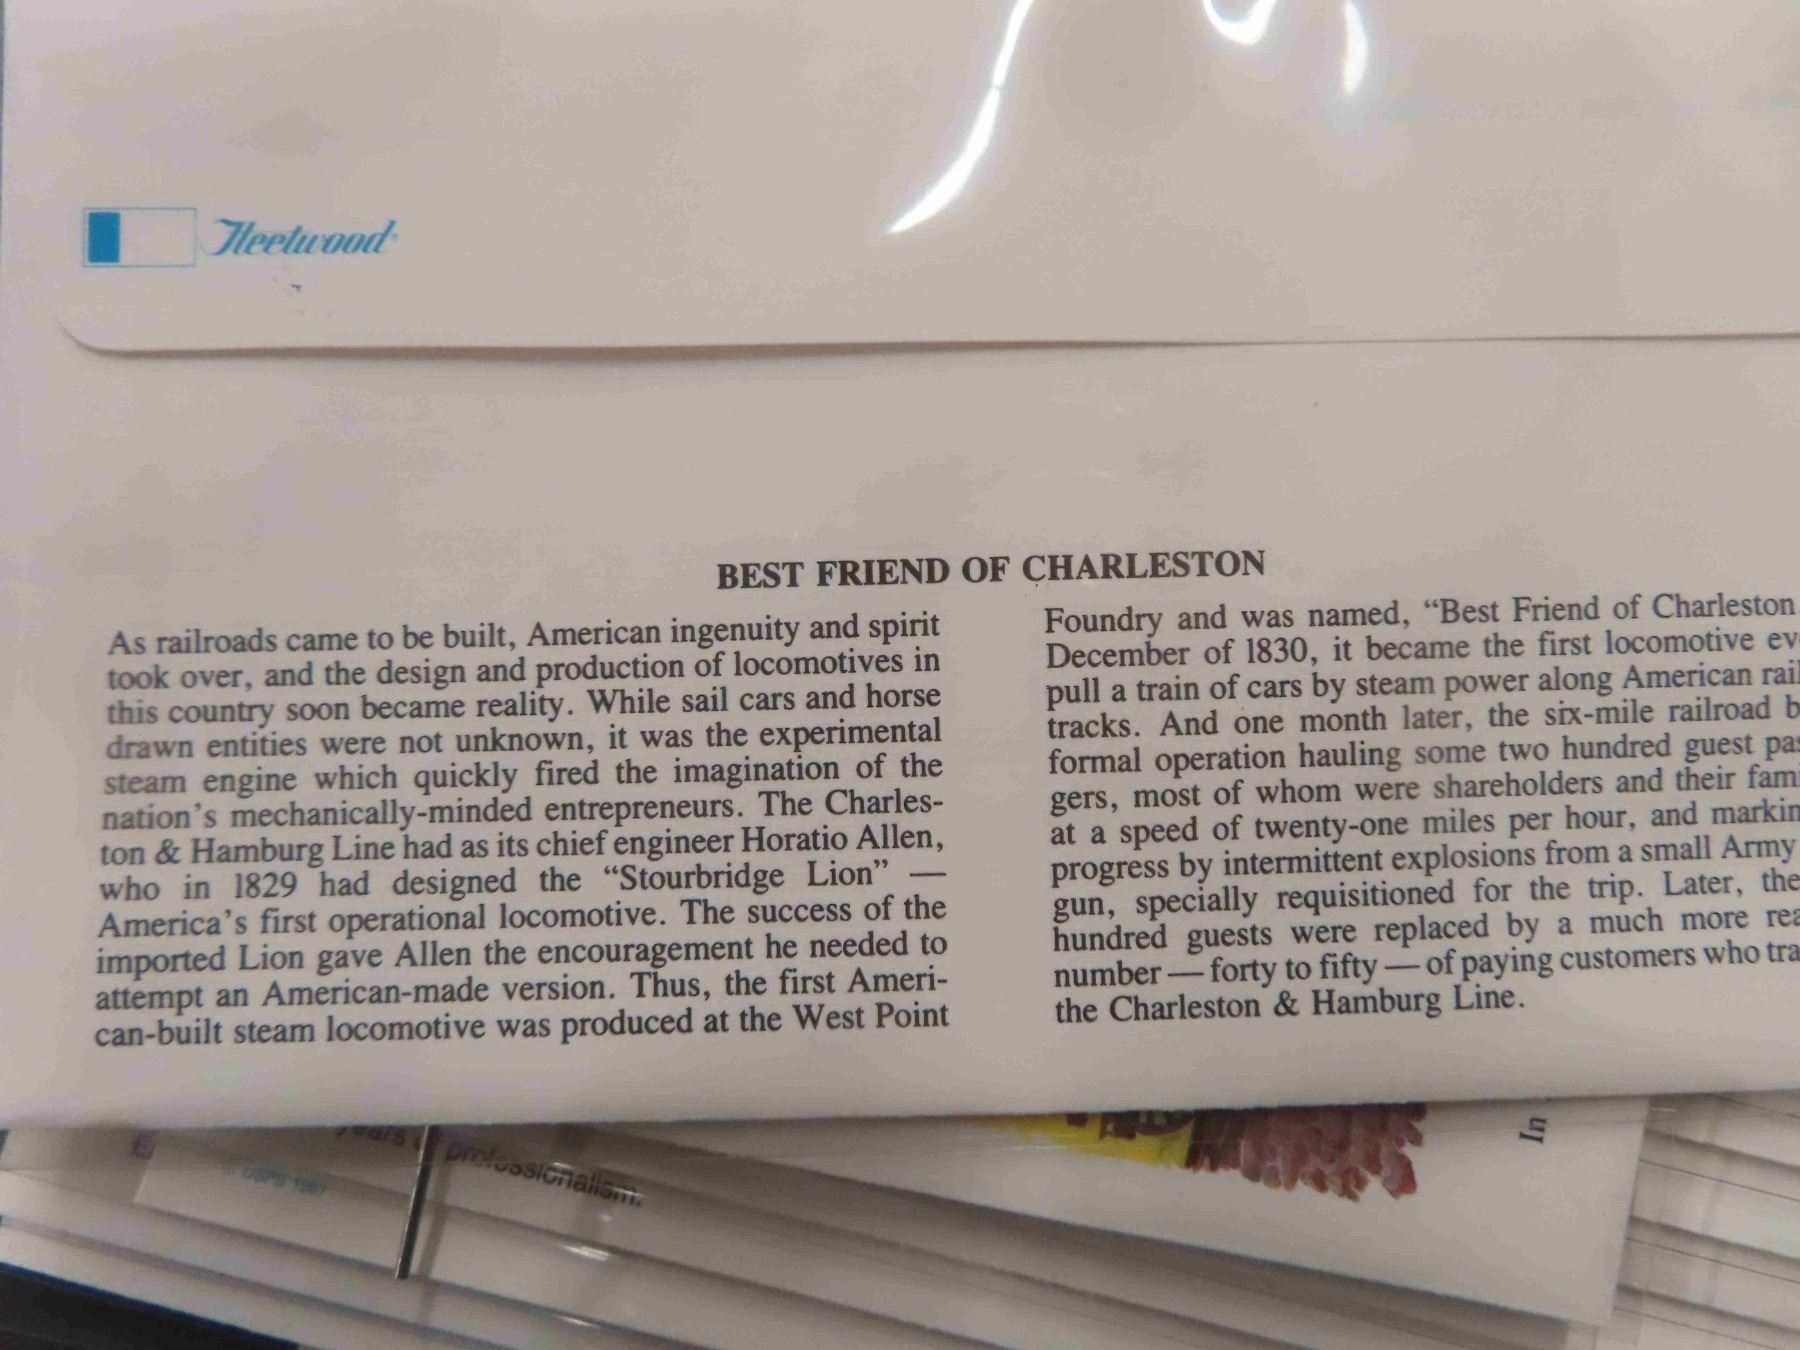 Fleetwood
BEST FRIEND OF CHARLESTON
As railroads came to be built, American ingenuity and spirit
took over, and the design and production of locomotives in
this country soon became reality. While sail cars and horse
drawn entities were not unknown, it was the experimental
steam engine which quickly fired the imagination of the
nation's mechanically-minded entrepreneurs. The Charles-
ton & Hamburg Line had as its chief engineer Horatio Allen,
who in 1829 had designed the “Stourbridge Lion” —
America's first operational locomotive. The success of the
imported Lion gave Allen the encouragement he needed to
attempt an American-made version. Thus, the first Ameri-
can-built steam locomotive was produced at the West Point
Foundry and was named, “Best Friend of Charleston
December of 1830, it became the first locomotive
pull a train of cars by steam power along American
tracks. And one month later, the six-mile railroad
formal operation hauling some two hundred guest
gers, most of whom were shareholders and their
at a speed of twenty-one miles per hour, and
progress by intermittent explosions from a small Army
gun, specially requisitioned for the trip. Later, the
hundred guests were replaced by a much more
number — forty to fifty — of paying customers who
the Charleston & Hamburg Line.
In
professionalism.